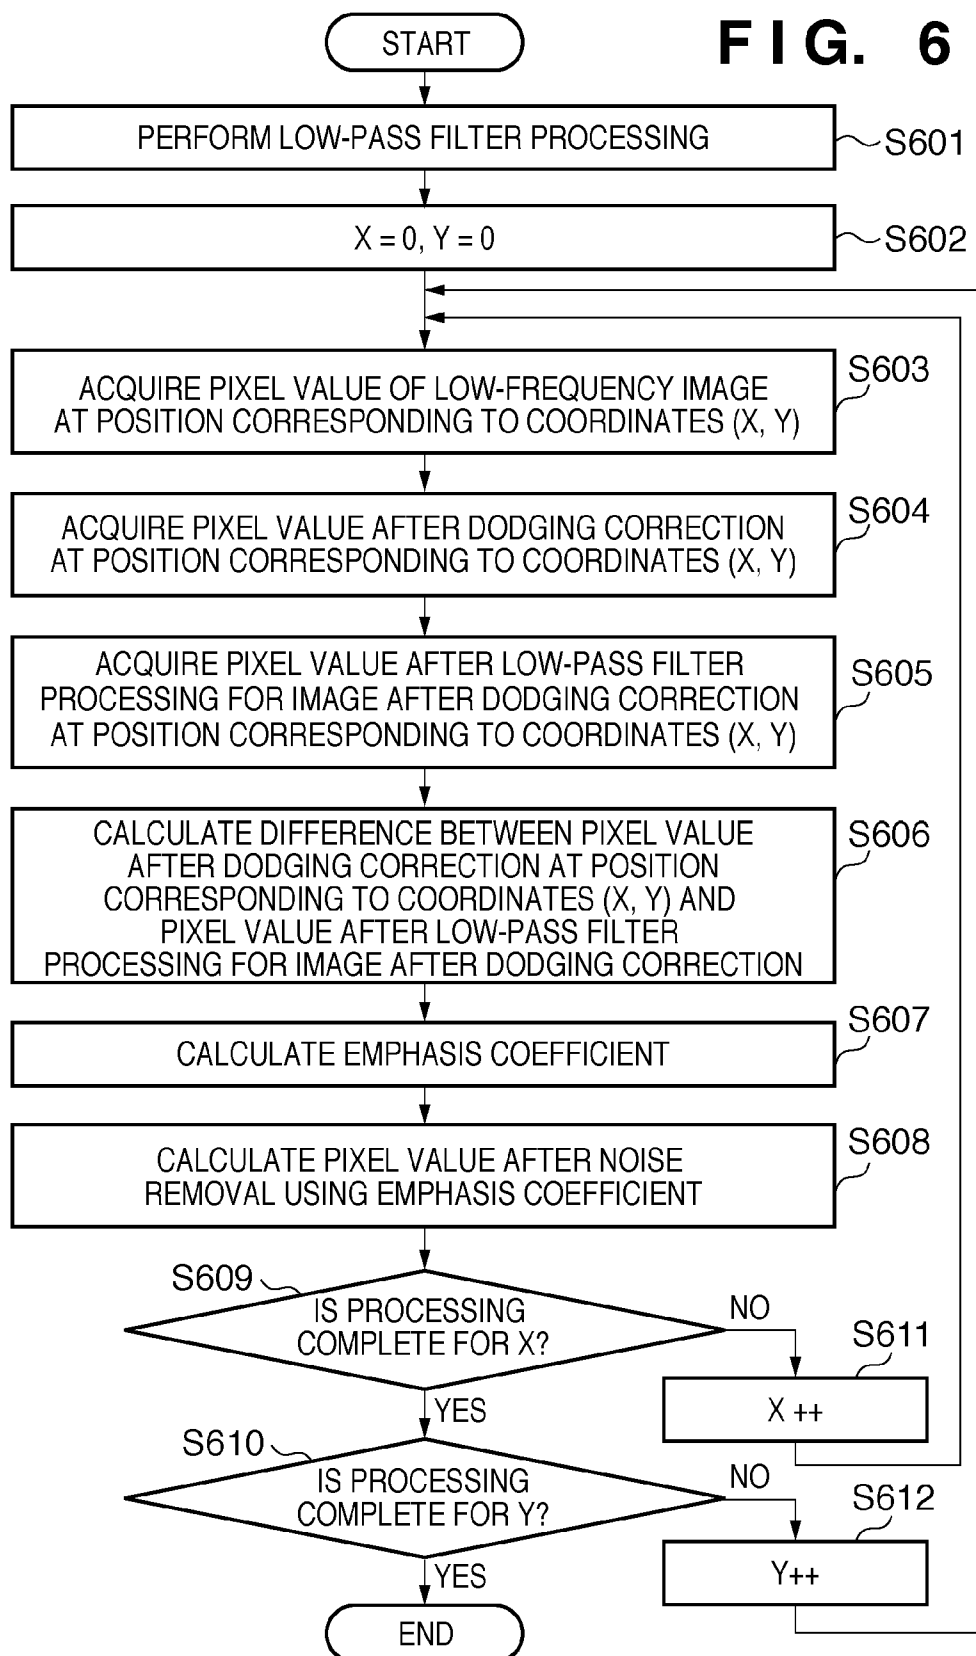 FIG. 6
START
PERFORM LOW-PASS FILTER PROCESSING
S601
X = 0, Y = 0
S602
S603
ACQUIRE PIXEL VALUE OF LOW-FREQUENCY IMAGE
AT POSITION CORRESPONDING TO COORDINATES (X, Y)
S604
ACQUIRE PIXEL VALUE AFTER DODGING CORRECTION
AT POSITION CORRESPONDING TO COORDINATES (X, Y)
S605
ACQUIRE PIXEL VALUE AFTER LOW-PASS FILTER
PROCESSING FOR IMAGE AFTER DODGING CORRECTION
AT POSITION CORRESPONDING TO COORDINATES (X, Y)
S606
CALCULATE DIFFERENCE BETWEEN PIXEL VALUE
AFTER DODGING CORRECTION AT POSITION
CORRESPONDING TO COORDINATES (X, Y) AND
PIXEL VALUE AFTER LOW-PASS FILTER
PROCESSING FOR IMAGE AFTER DODGING CORRECTION
S607
CALCULATE EMPHASIS COEFFICIENT
S608
CALCULATE PIXEL VALUE AFTER NOISE
REMOVAL USING EMPHASIS COEFFICIENT
S609
IS PROCESSING
COMPLETE FOR X?
NO
S611
X ++
YES
S610
IS PROCESSING
COMPLETE FOR Y?
NO
S612
Y++
YES
END